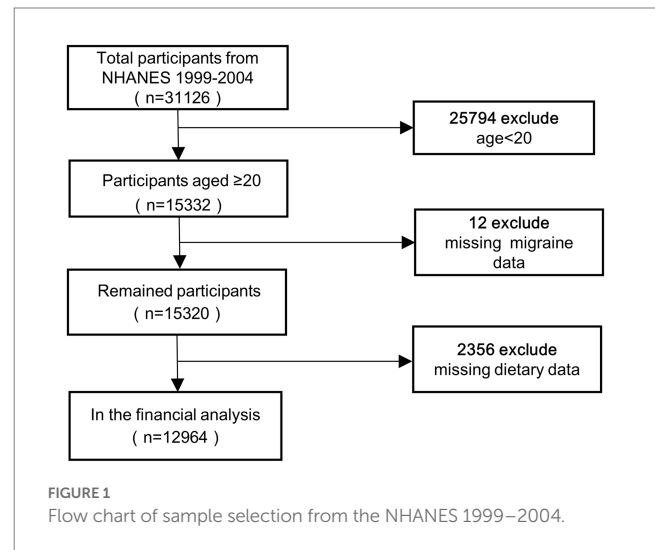 Total participants from
NHANES 1999-2004
( n=31126 )
25794 exclude
age<20
Participants aged ≥20
( n=15332 )
12 exclude
missing migraine
data
Remained participants
( n=15320 )
2356 exclude
missing dietary data
In the financial analysis
( n=12964 )
FIGURE 1
Flow chart of sample selection from the NHANES 1999–2004.